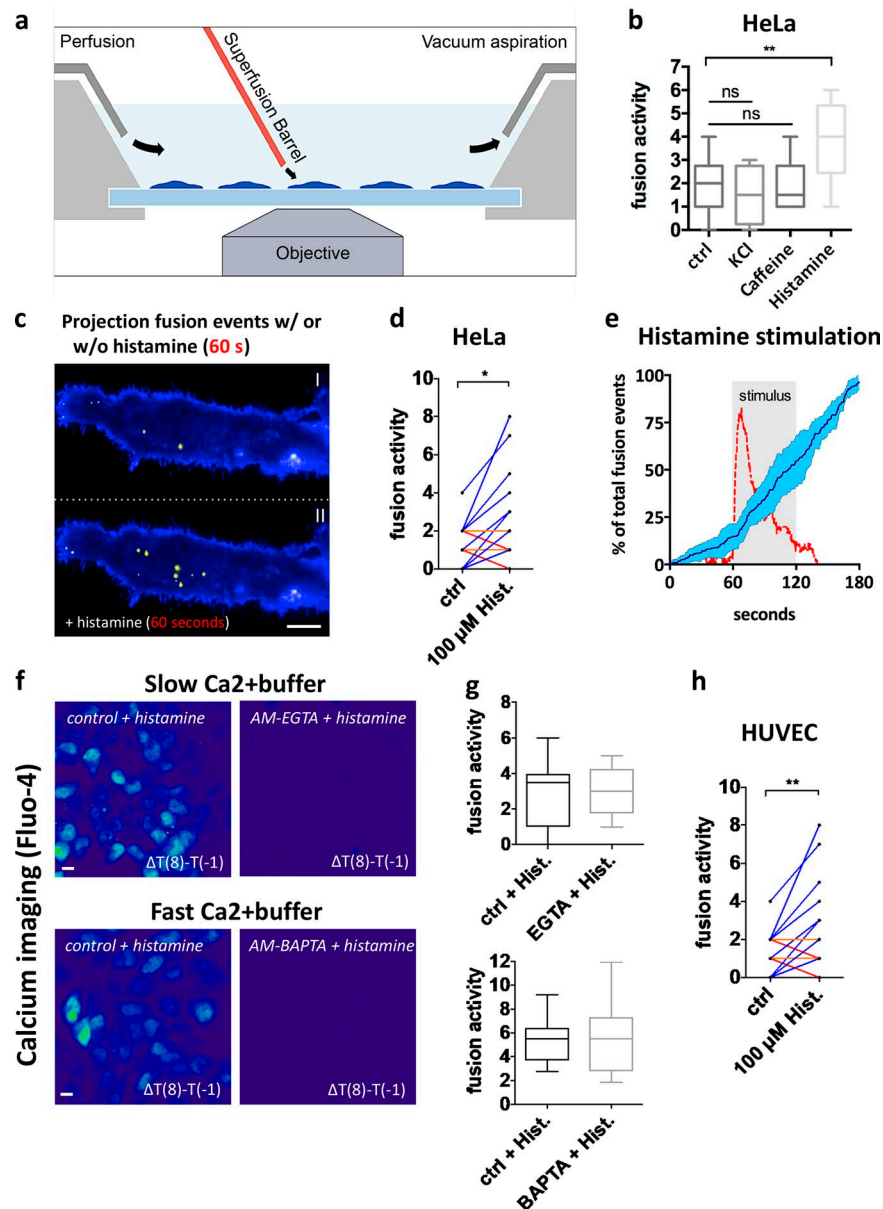 a
Perfusion
Superfusion Barrel
Vacuum aspiration
Objective
b
HeLa
**
ns
ns
fusion activity
7
6
5
4
3
2
1
0
ctrl
KCl
Caffeine
Histamine
c
Projection fusion events w/ or
w/o histamine (60 s)
I
II
+ histamine (60 seconds)
d
HeLa
*
fusion activity
10
8
6
4
2
0
ctrl
100 µM Hist.
e
Histamine stimulation
stimulus
% of total fusion events
100
75
50
25
0
0
60
120
180
seconds
f
Calcium imaging (Fluo-4)
Slow Ca2+buffer
control + histamine
ΔT(8)-T(-1)
AM-EGTA + histamine
ΔT(8)-T(-1)
Fast Ca2+buffer
control + histamine
ΔT(8)-T(-1)
AM-BAPTA + histamine
ΔT(8)-T(-1)
g
fusion activity
8
6
4
2
0
ctrl + Hist.
EGTA + Hist.
fusion activity
12
10
8
6
4
2
0
ctrl + Hist.
BAPTA + Hist.
h
HUVEC
**
fusion activity
10
8
6
4
2
0
ctrl
100 µM Hist.